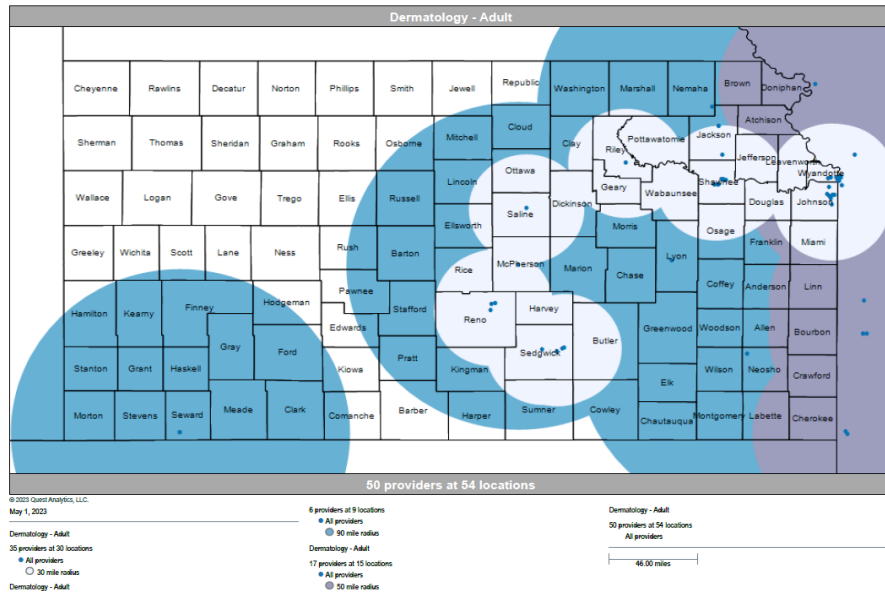 Dermatology - Adult
Cheyenne Rawlins Decatur Norton Phillips Smith Jewell Republic Washington Marshall Nemaha Brown Doniphan
Atchison
Sherman Thomas Sheridan Graham Rooks Osborne Mitchell Cloud Clay Riley Pottawatomie Jackson
Jefferson Leavenworth
Wallace Logan Gove Trego Ellis Russell Lincoln Ottawa Geary Wabaunsee Shawnee Wyandotte
Saline Dickinson Douglas Johnson
Greeley Wichita Scott Lane Ness Rush Barton Ellsworth Morris Osage Franklin Miami
Rice McPherson Marion Chase Lyon
Hamilton Kearny Finney Hodgeman Pawnee Stafford Coffey Anderson Linn
Edwards Reno Harvey
Gray Ford Greenwood Woodson Allen Bourbon
Stanton Grant Haskell Kiowa Pratt Kingman Sedgwick Butler Wilson Neosho Crawford
Elk
Morton Stevens Seward Meade Clark Comanche Barber Harper Sumner Cowley Chautauqua Montgomery Labette Cherokee
50 providers at 54 locations
© 2023 Quest Analytics, LLC.
May 1, 2023
Dermatology - Adult
35 providers at 30 locations
All providers
30 mile radius
Dermatology - Adult
6 providers at 9 locations
All providers
90 mile radius
Dermatology - Adult
17 providers at 15 locations
All providers
50 mile radius
Dermatology - Adult
50 providers at 54 locations
All providers
46.00 miles